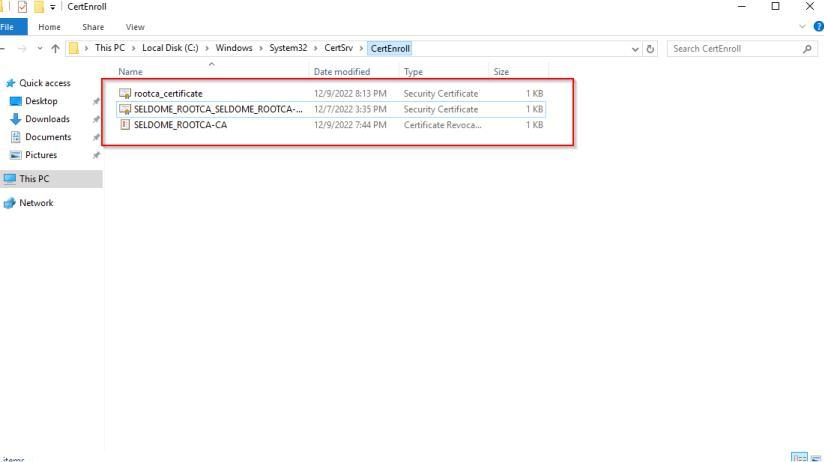 CertEnroll
File Home Share View
This PC Local Disk (C:) Windows System32 CertSrv CertEnroll Search CertEnroll
Name Date modified Type Size
Quick access
Desktop
Downloads
Documents
Pictures
This PC
Network
rootca_certificate 12/9/2022 8:13 PM Security Certificate 1 KB
SELDOME_ROOTCA_SELDOME_ROOTCA-... 12/7/2022 3:35 PM Security Certificate 1 KB
SELDOME_ROOTCA-CA 12/9/2022 7:44 PM Certificate Revoca... 1 KB
items